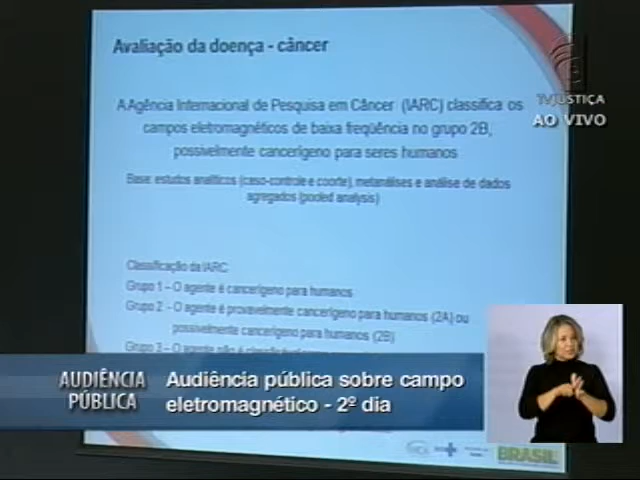 Avaliação da doença - câncer
A Agência Internacional de Pesquisa em Câncer (IARC) classifica os
campos eletromagnéticos de baixa freqüência no grupo 2B,
possivelmente cancerígeno para seres humanos
Base: estudos analíticos (caso-controle e coorte), metanálises e análise de dados
agregados (pooled analysis)
Classificação da IARC
Grupo 1 – O agente é cancerígeno para humanos
Grupo 2 – O agente é provavelmente cancerígeno para humanos (2A) ou
possivelmente cancerígeno para humanos (2B)
Grupo 3 – O agente não é
TV JUSTIÇA
AO VIVO
AUDIÊNCIA
PÚBLICA
Audiência pública sobre campo
eletromagnético - 2º dia
BRASIL